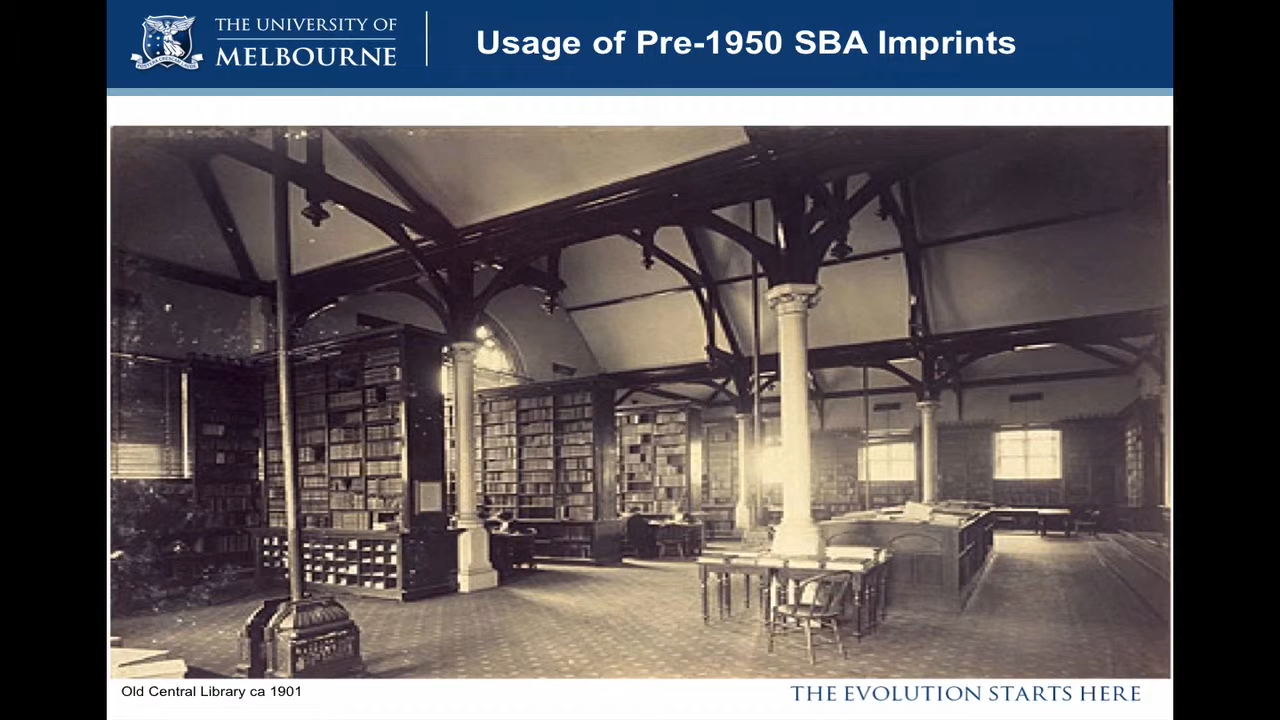 THE UNIVERSITY OF
MELBOURNE
Usage of Pre-1950 SBA Imprints
Old Central Library ca 1901
THE EVOLUTION STARTS HERE